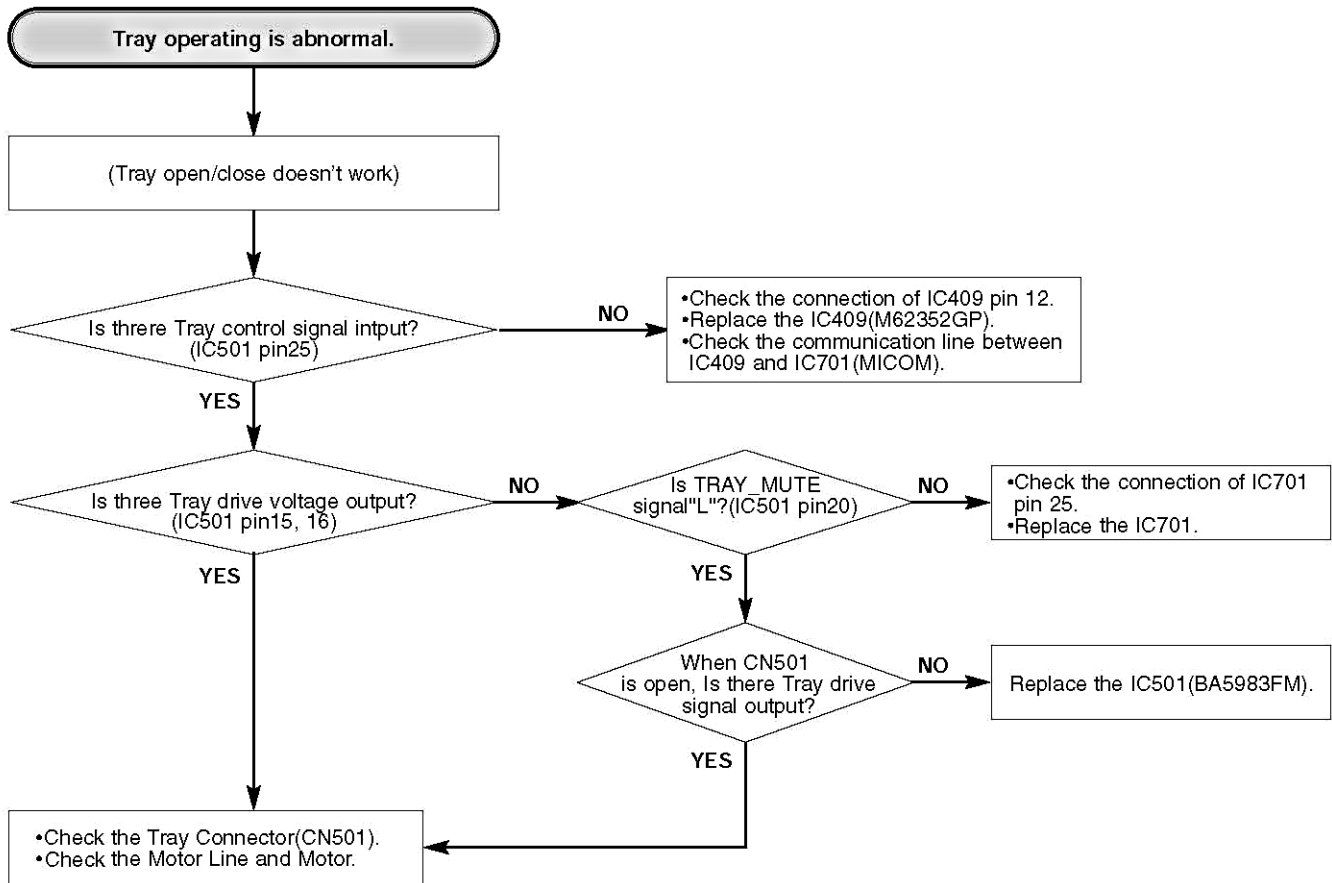 Tray operating is abnormal.
(Tray open/close doesn't work)
Is threre Tray control signal intput?
(IC501 pin25)
NO
•Check the connection of IC409 pin 12.
•Replace the IC409(M62352GP).
•Check the communication line between
IC409 and IC701(MICOM).
YES
Is three Tray drive voltage output?
(IC501 pin15, 16)
NO
Is TRAY_MUTE
signal"L"?(IC501 pin20)
NO
•Check the connection of IC701
pin 25.
•Replace the IC701.
YES
YES
When CN501
is open, Is there Tray drive
signal output?
NO
Replace the IC501(BA5983FM).
YES
•Check the Tray Connector(CN501).
•Check the Motor Line and Motor.